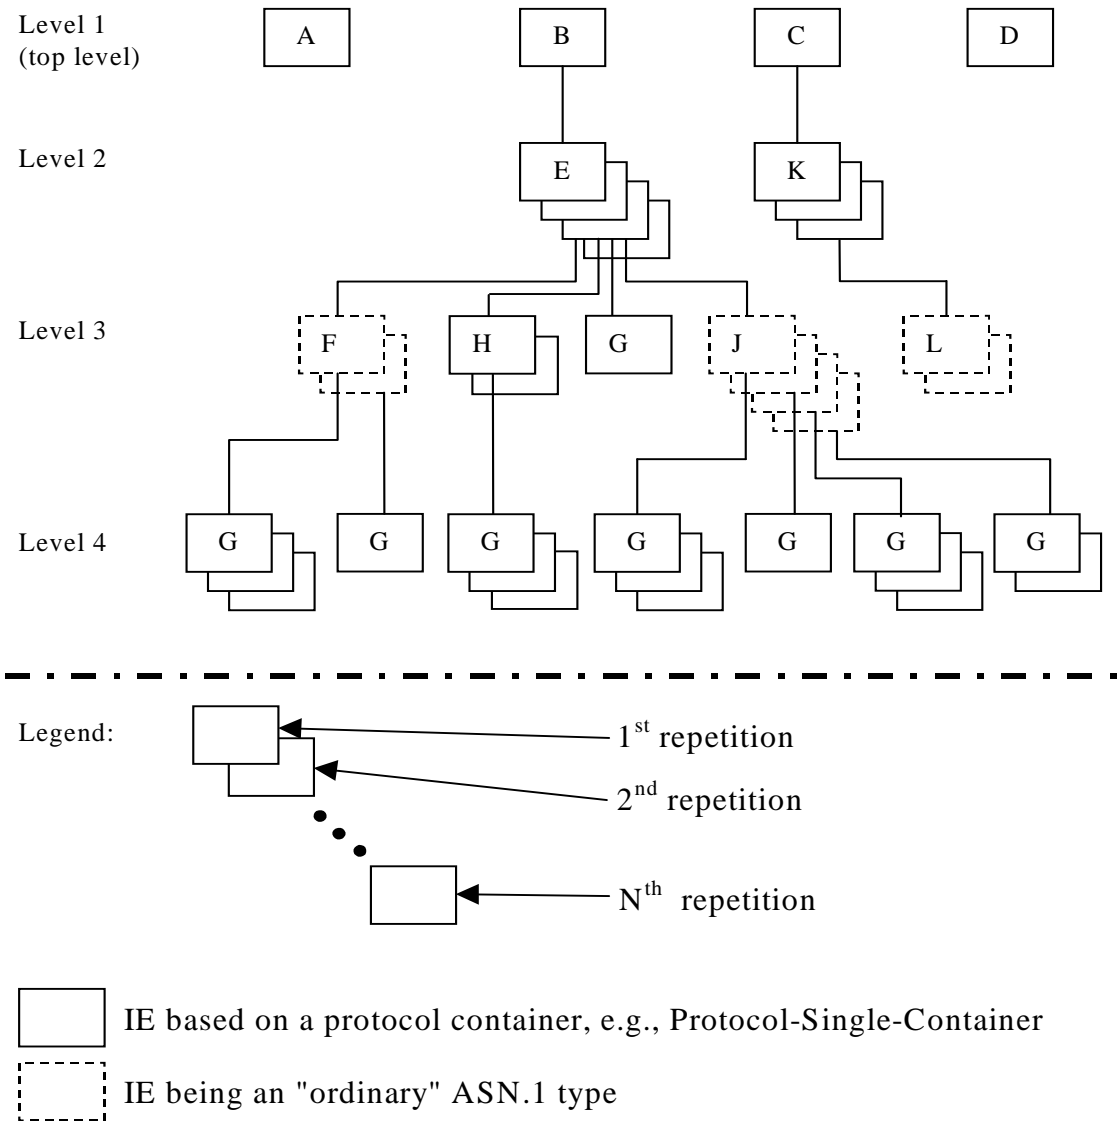 Level 1 A B C D
(top level)
Level 2 E K
Level 3 F H G J L
Level 4 G G G G G G G
Legend:
1st repetition
2nd repetition
Nth repetition
IE based on a protocol container, e.g., Protocol-Single-Container
IE being an "ordinary" ASN.1 type